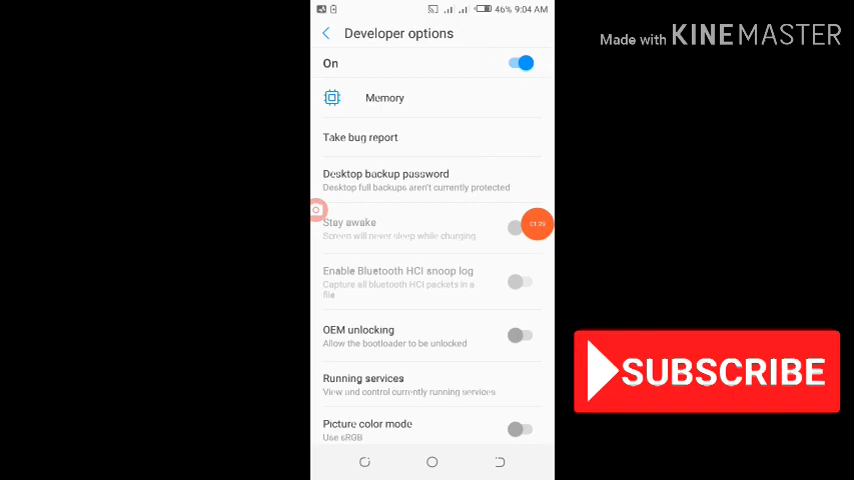 46% 9:04 AM
Developer options
Made with KINEMASTER
On
Memory
Take bug report
Desktop backup password
Desktop full backups aren't currently protected
Stay awake
Screen will never sleep while charging
01:29
Enable Bluetooth HCI snoop log
Capture all bluetooth HCI packets in a
file
OEM unlocking
Allow the bootloader to be unlocked
SUBSCRIBE
Running services
View and control currently running services
Picture color mode
Use sRGB